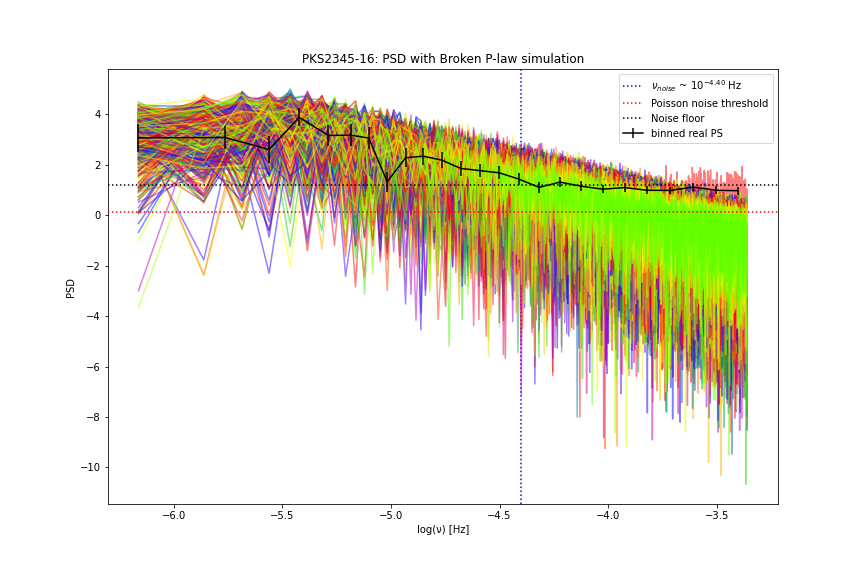 PKS2345-16: PSD with Broken P-law simulation
ν_noise ~ 10^−4.40 Hz
Poisson noise threshold
Noise floor
binned real PS
PSD
4
2
0
−2
−4
−6
−8
−10
−6.0 −5.5 −5.0 −4.5 −4.0 −3.5
log(ν) [Hz]